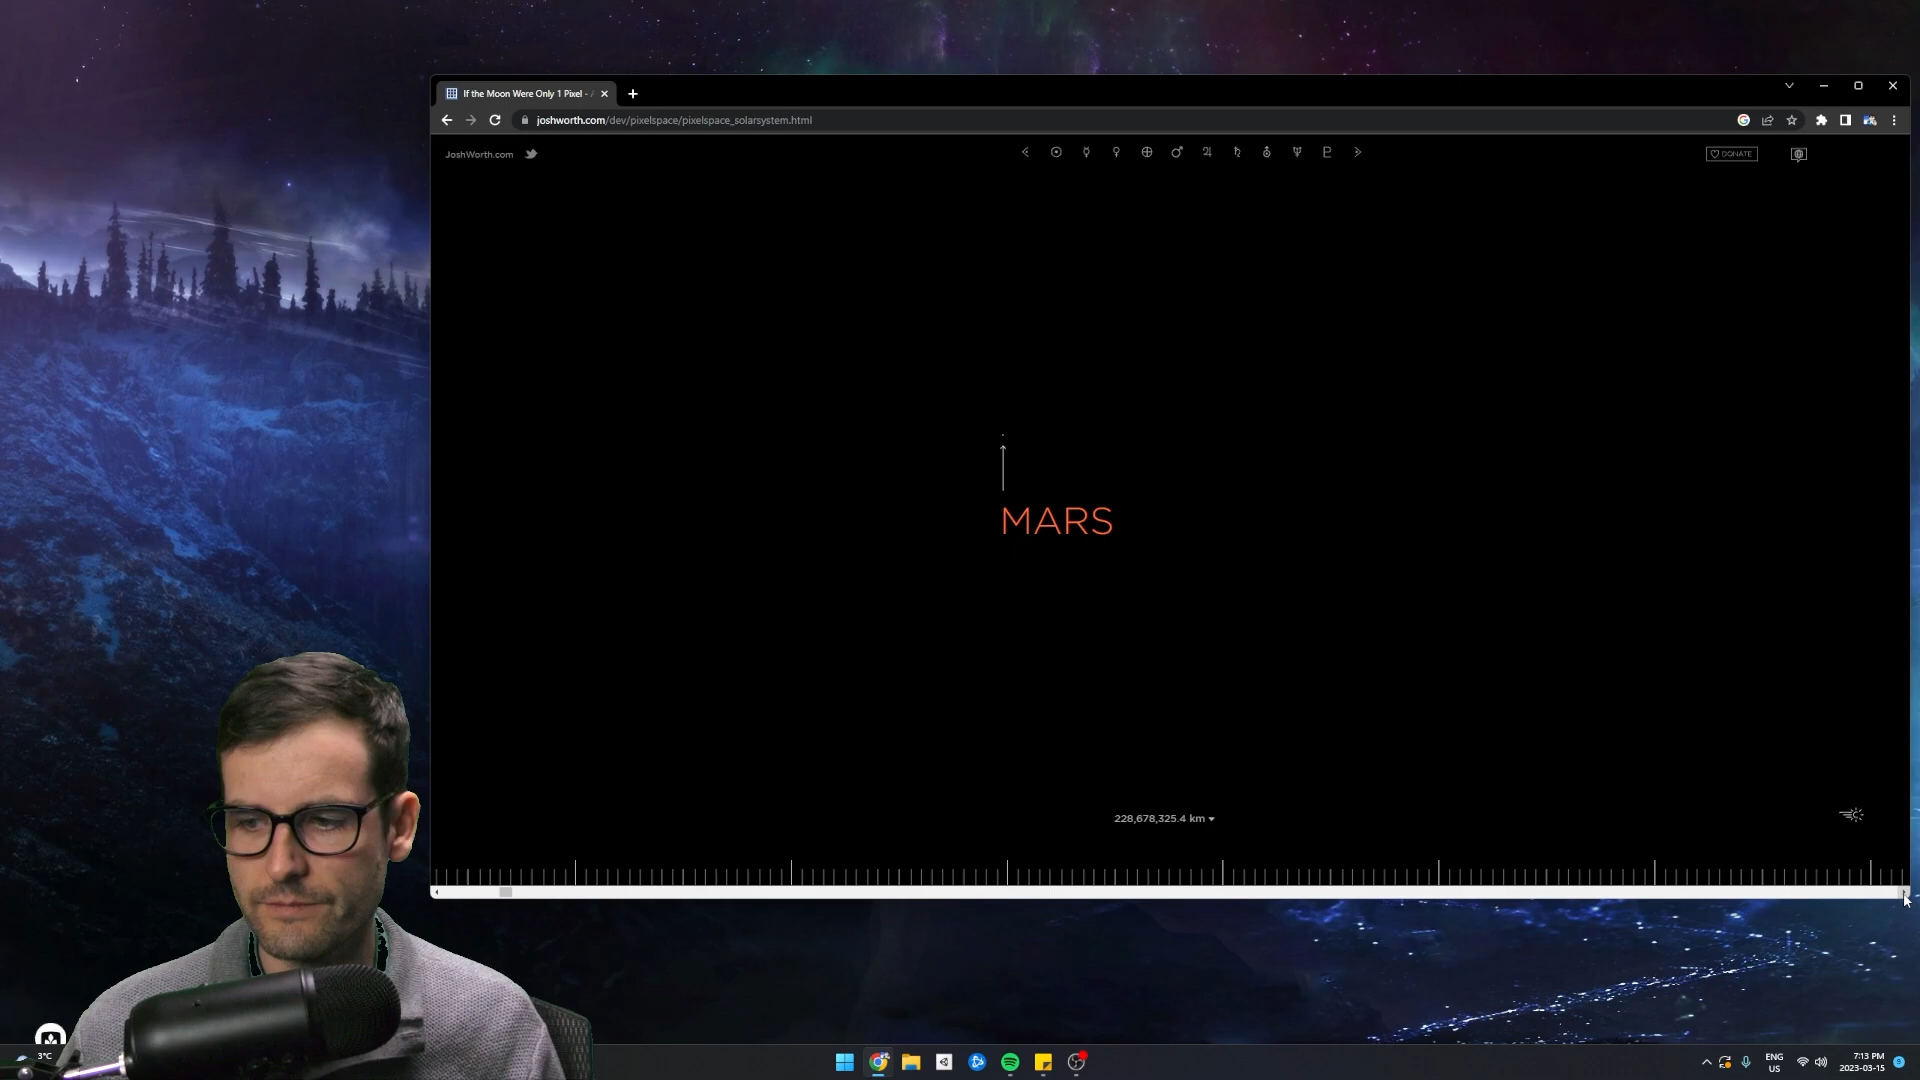 If the Moon Were Only 1 Pixel -
joshworth.com/dev/pixelspace/pixelspace_solarsystem.html
JoshWorth.com
DONATE
MARS
228,678,325.4 km
3°C
ENG
US
7:13 PM
2023-03-15